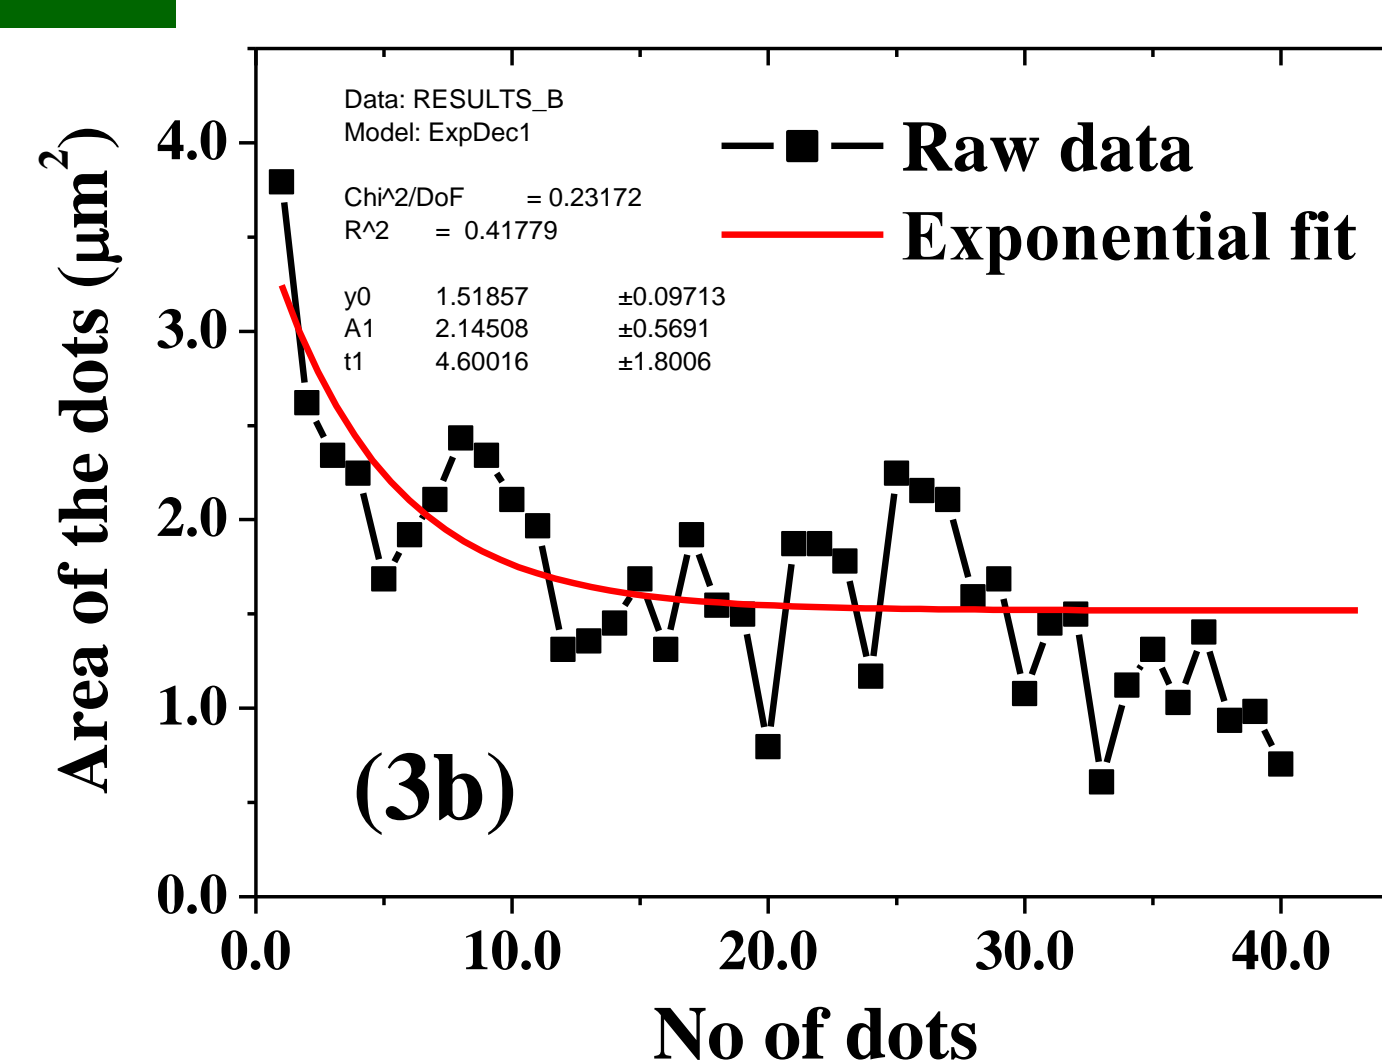 Data: RESULTS_B
Model: ExpDec1
Chi^2/DoF = 0.23172
R^2 = 0.41779
y0 1.51857 ±0.09713
A1 2.14508 ±0.5691
t1 4.60016 ±1.8006
Raw data
Exponential fit
Area of the dots (μm²)
4.0
3.0
2.0
1.0
0.0
(3b)
0.0 10.0 20.0 30.0 40.0
No of dots